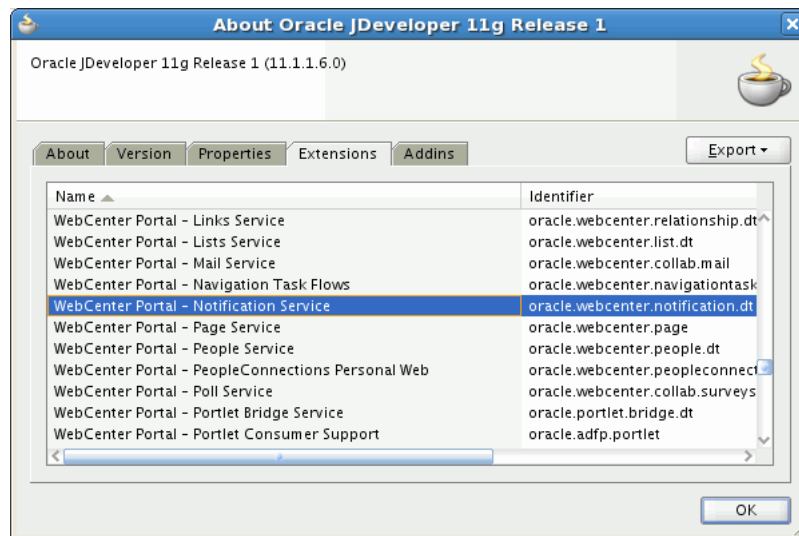 About Oracle JDeveloper 11g Release 1
Oracle JDeveloper 11g Release 1 (11.1.1.6.0)
About Version Properties Extensions Addins Export
Name Identifier
WebCenter Portal - Links Service oracle.webcenter.relationship.dt
WebCenter Portal - Lists Service oracle.webcenter.list.dt
WebCenter Portal - Mail Service oracle.webcenter.collab.mail
WebCenter Portal - Navigation Task Flows oracle.webcenter.navigationtask
WebCenter Portal - Notification Service oracle.webcenter.notification.dt
WebCenter Portal - Page Service oracle.webcenter.page
WebCenter Portal - People Service oracle.webcenter.people.dt
WebCenter Portal - PeopleConnections Personal Web oracle.webcenter.peopleconnect
WebCenter Portal - Poll Service oracle.webcenter.collab.surveys
WebCenter Portal - Portlet Bridge Service oracle.portlet.bridge.dt
WebCenter Portal - Portlet Consumer Support oracle.adfp.portlet
OK